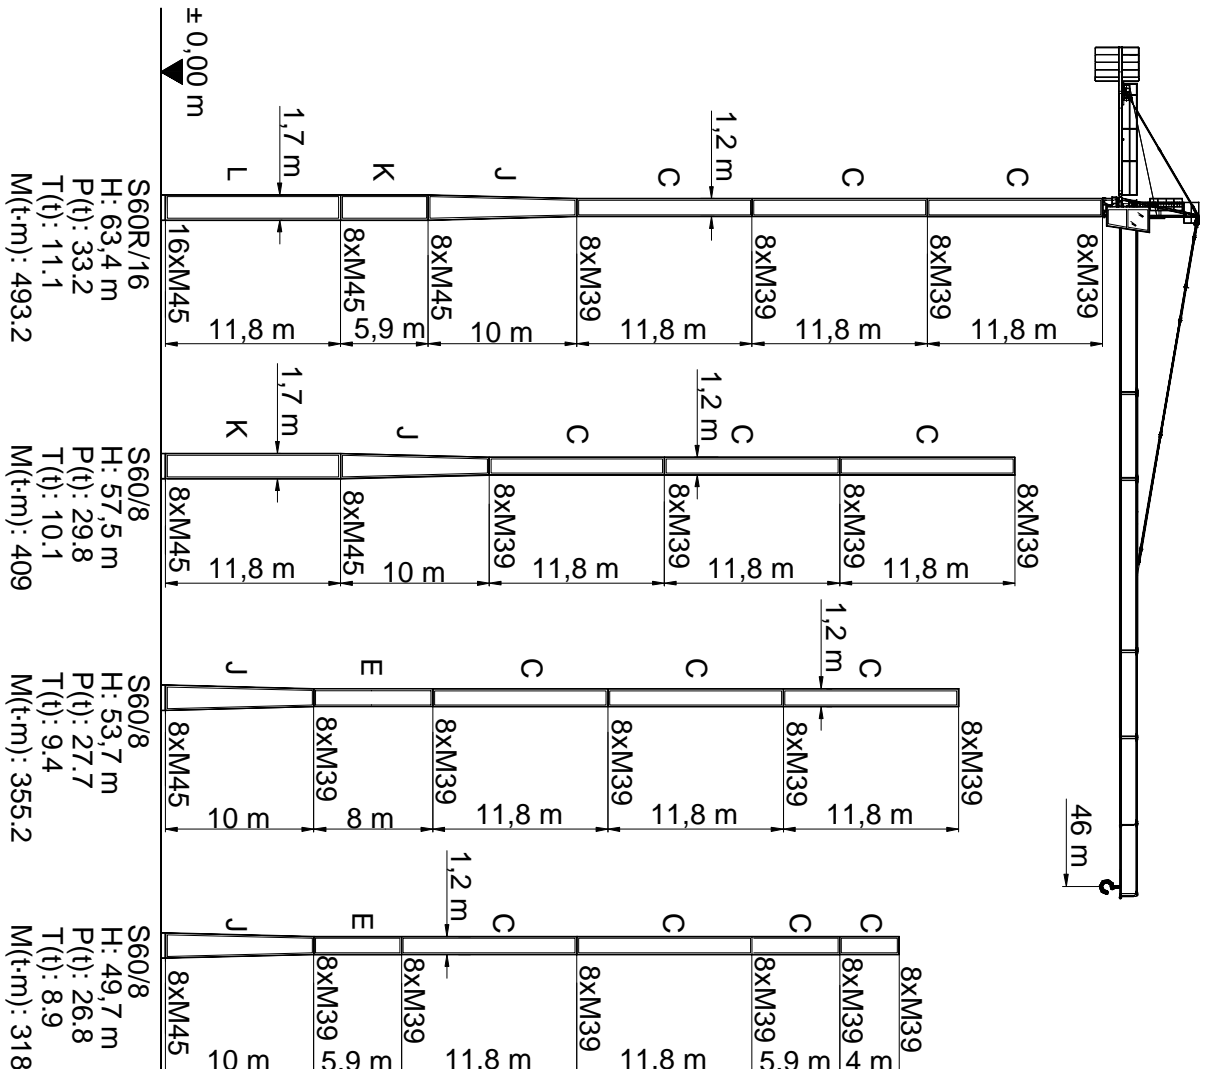 ± 0,00 m
46 m
C
C
C
J
K
L
1,2 m
1,7 m
8xM39
8xM39
8xM39
8xM39
8xM45
8xM45
16xM45
11,8 m
11,8 m
11,8 m
10 m
5,9 m
11,8 m
S60R/16
H: 63,4 m
P(t): 33.2
T(t): 11.1
M(t·m): 493.2
C
C
C
J
K
1,2 m
1,7 m
8xM39
8xM39
8xM39
8xM39
8xM45
8xM45
11,8 m
11,8 m
11,8 m
10 m
11,8 m
S60/8
H: 57,5 m
P(t): 29.8
T(t): 10.1
M(t·m): 409
C
C
C
E
J
1,2 m
8xM39
8xM39
8xM39
8xM39
8xM39
8xM45
11,8 m
11,8 m
11,8 m
8 m
10 m
S60/8
H: 53,7 m
P(t): 27.7
T(t): 9.4
M(t·m): 355.2
C
C
C
C
E
J
1,2 m
8xM39
8xM39
8xM39
8xM39
8xM39
8xM39
8xM45
4 m
5,9 m
11,8 m
11,8 m
5,9 m
10 m
S60/8
H: 49,7 m
P(t): 26.8
T(t): 8.9
M(t·m): 318